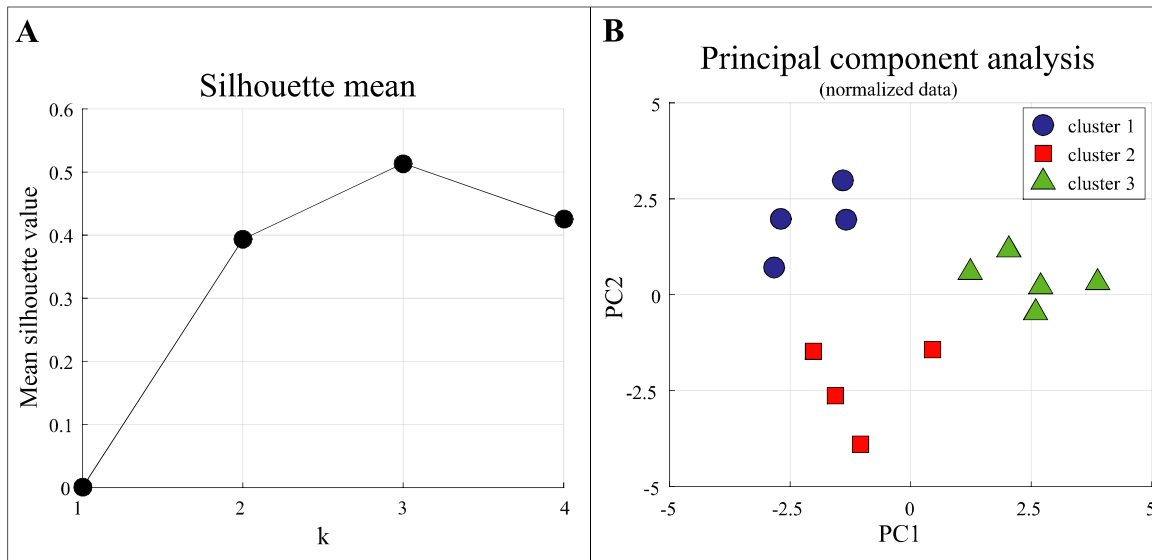 A
Silhouette mean
Mean silhouette value
0.6
0.5
0.4
0.3
0.2
0.1
0
1 2 3 4
k
B
Principal component analysis
(normalized data)
cluster 1
cluster 2
cluster 3
PC2
5
2.5
0
-2.5
-5
-5 -2.5 0 2.5 5
PC1